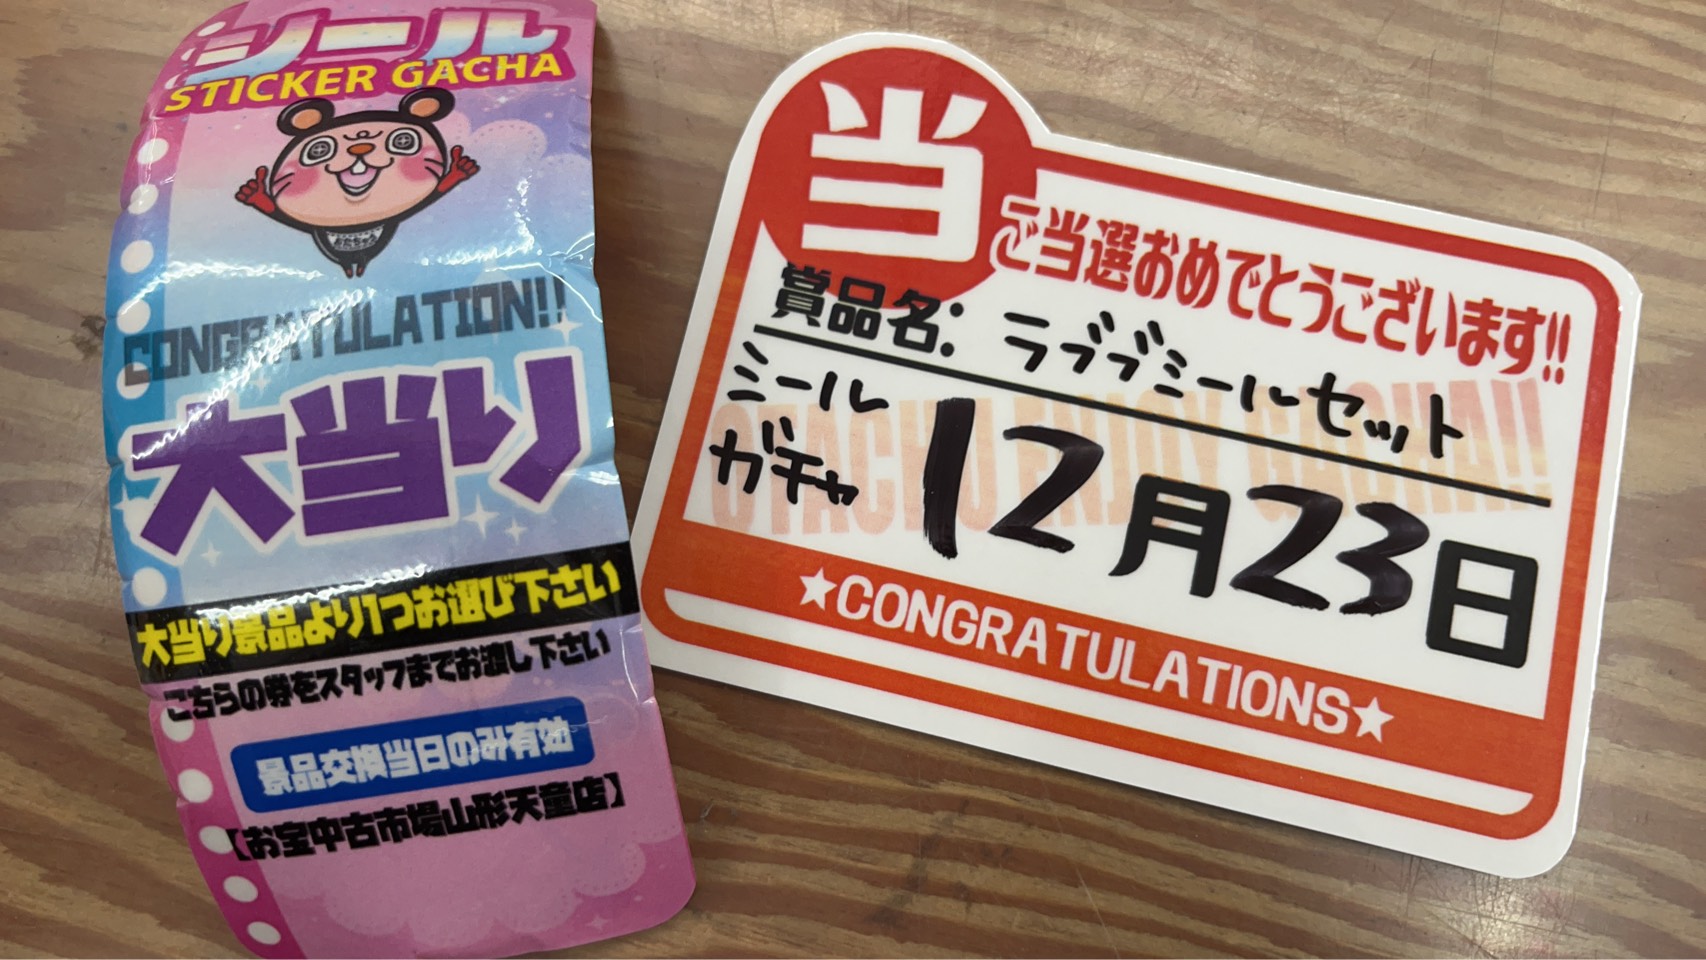 シール
STICKER GACHA
CONGRATULATION!!
大当り
大当り景品より1つお選び下さい
こちらの券をスタッフまでお渡し下さい
景品交換当日のみ有効
【お宝中古市場山形天童店】
当
ご当選おめでとうございます!!
賞品名: ラブブミールセット
ミール
ガチャ
12月23日
★CONGRATULATIONS★